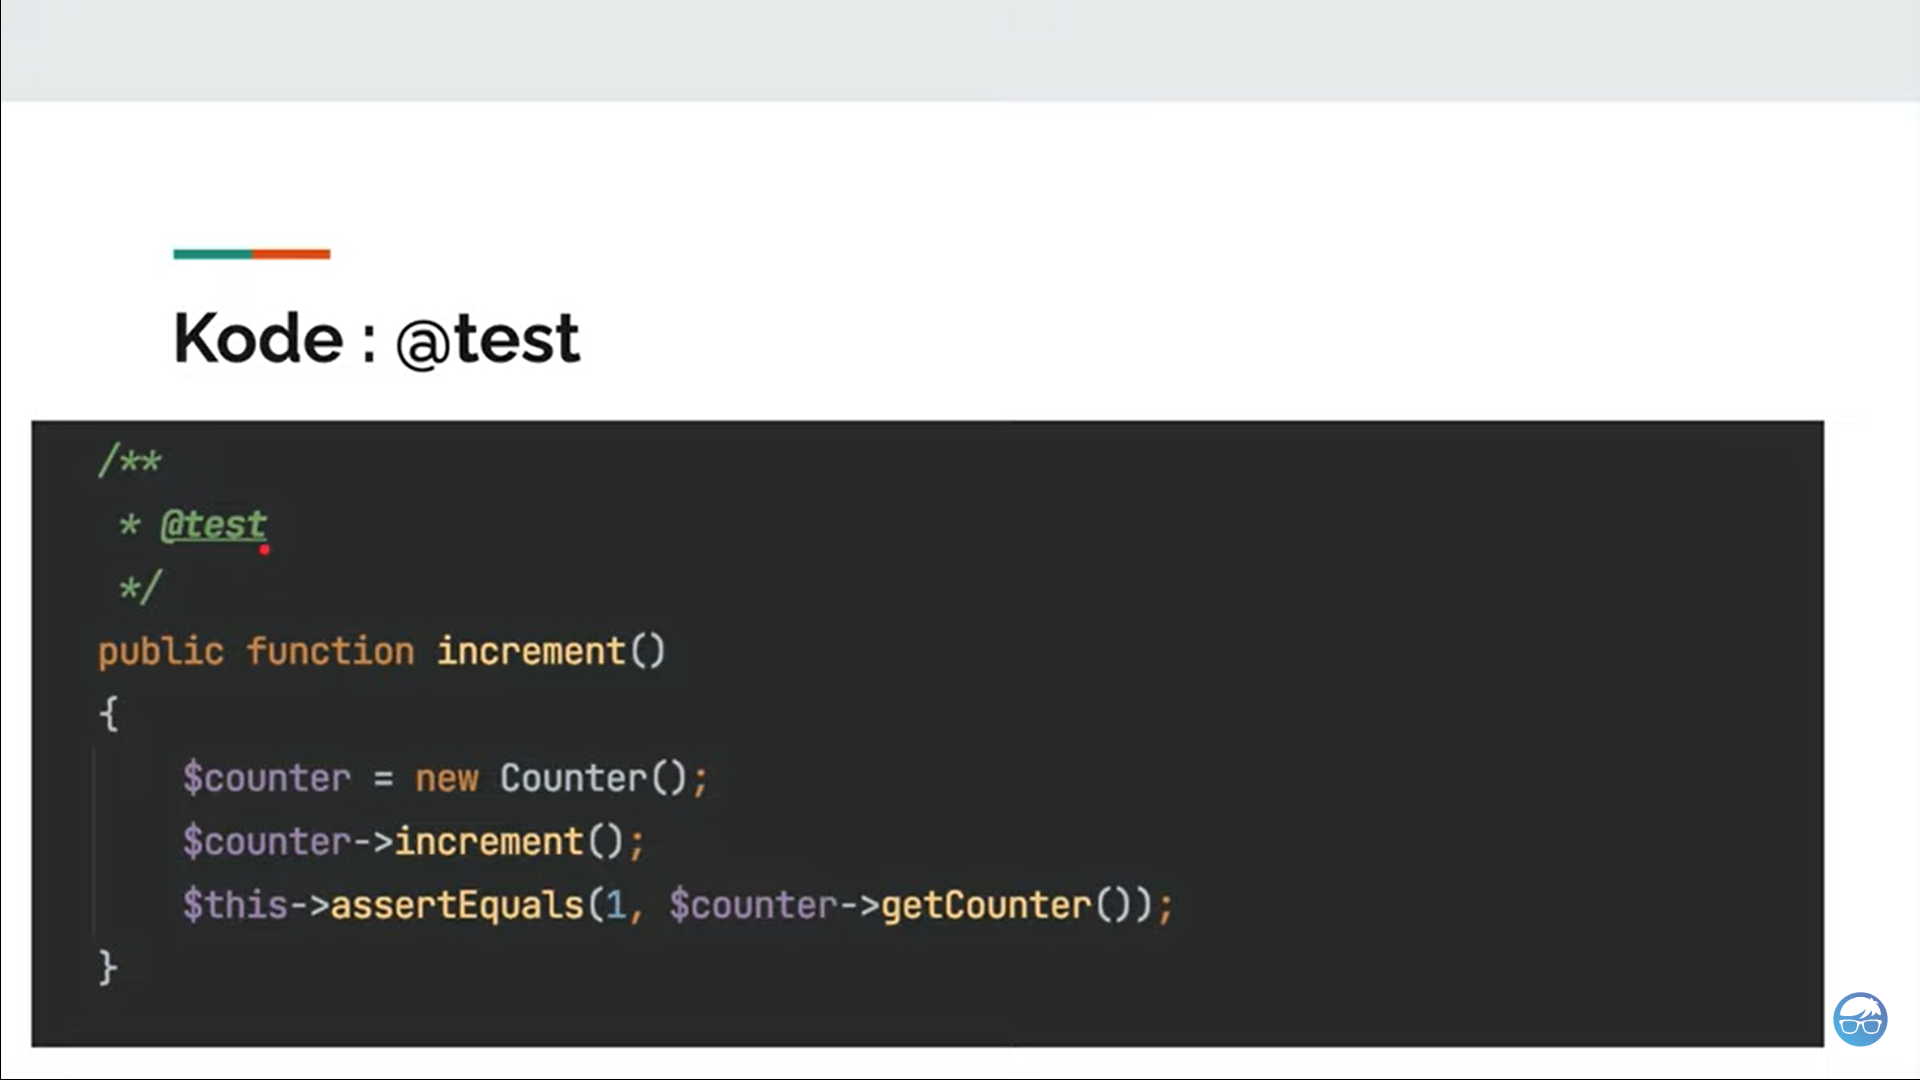 Kode : @test
/**
* @test
*/
public function increment()
{
$counter = new Counter();
$counter->increment();
$this->assertEquals(1, $counter->getCounter());
}